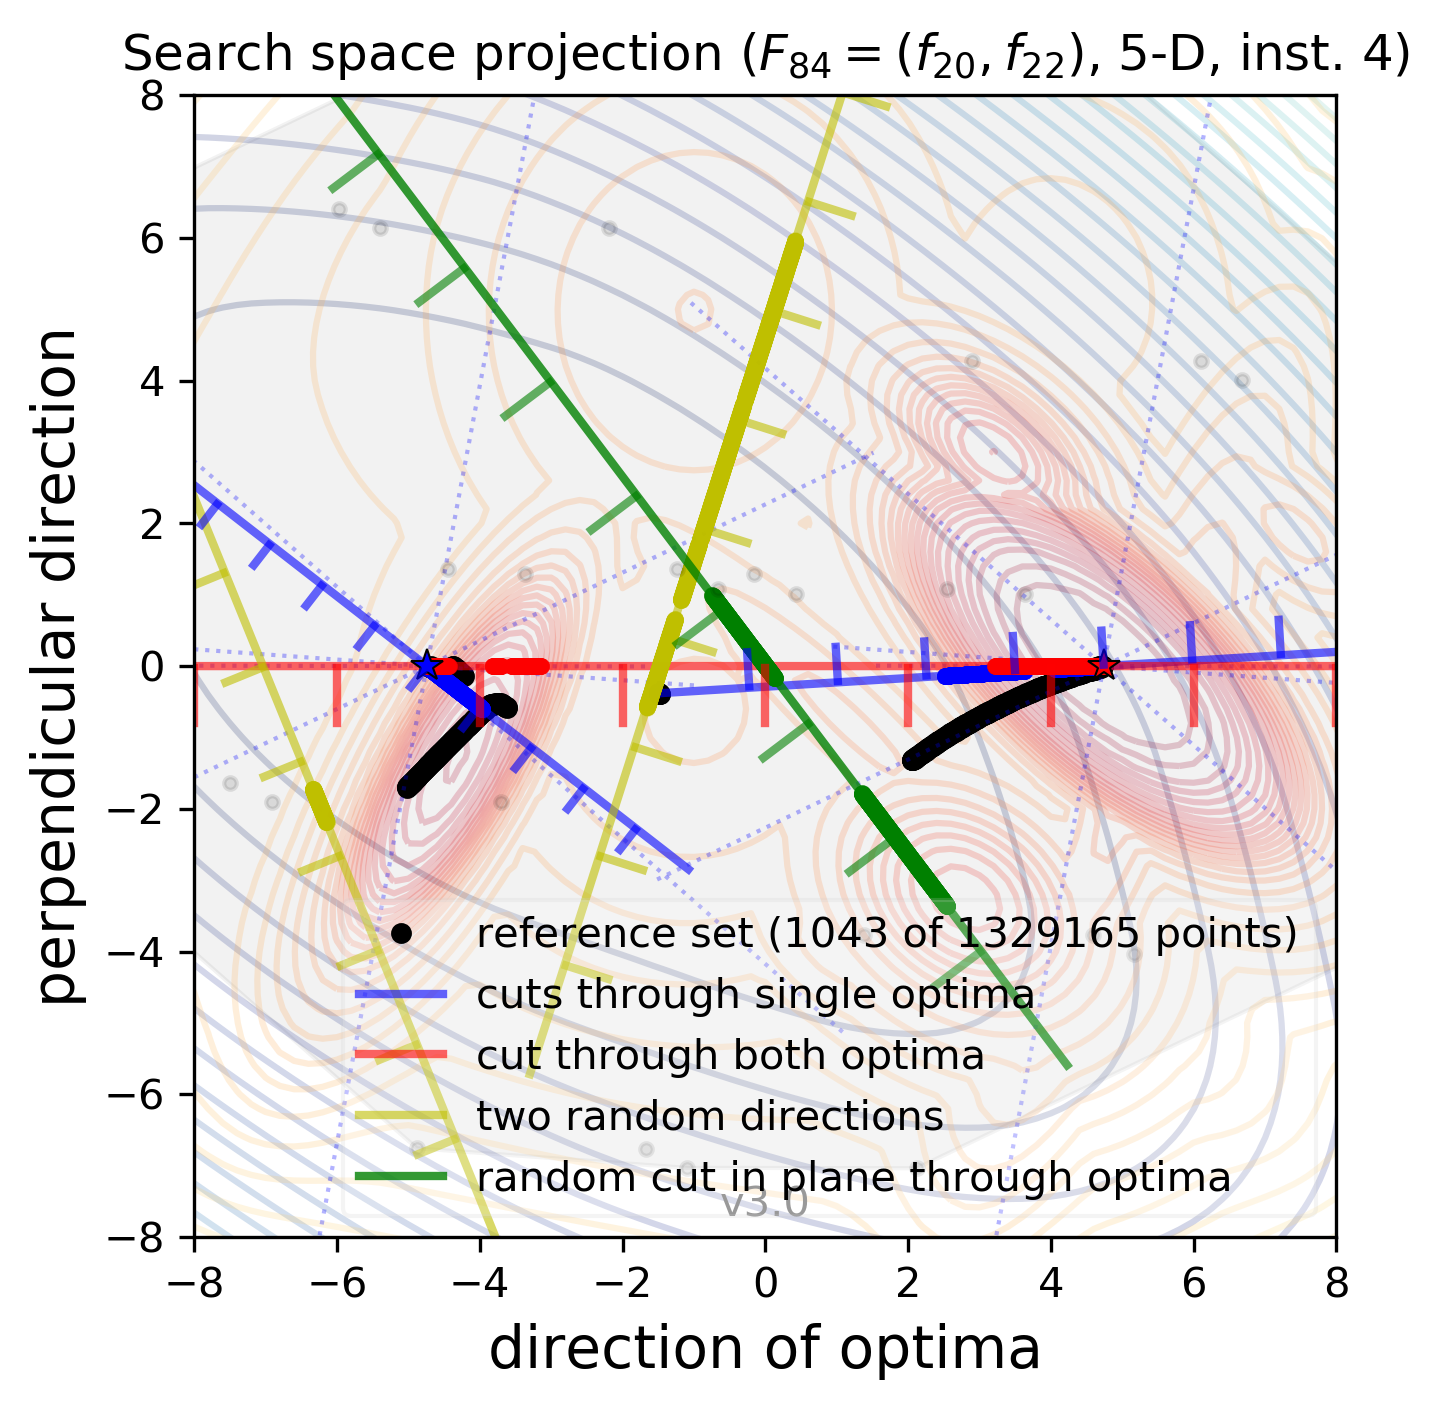 Search space projection (F84 = (f20, f22), 5-D, inst. 4)
8
6
4
2
0
−2
−4
−6
−8
perpendicular direction
reference set (1043 of 1329165 points)
cuts through single optima
cut through both optima
two random directions
random cut in plane through optima
v3.0
−8 −6 −4 −2 0 2 4 6 8
direction of optima